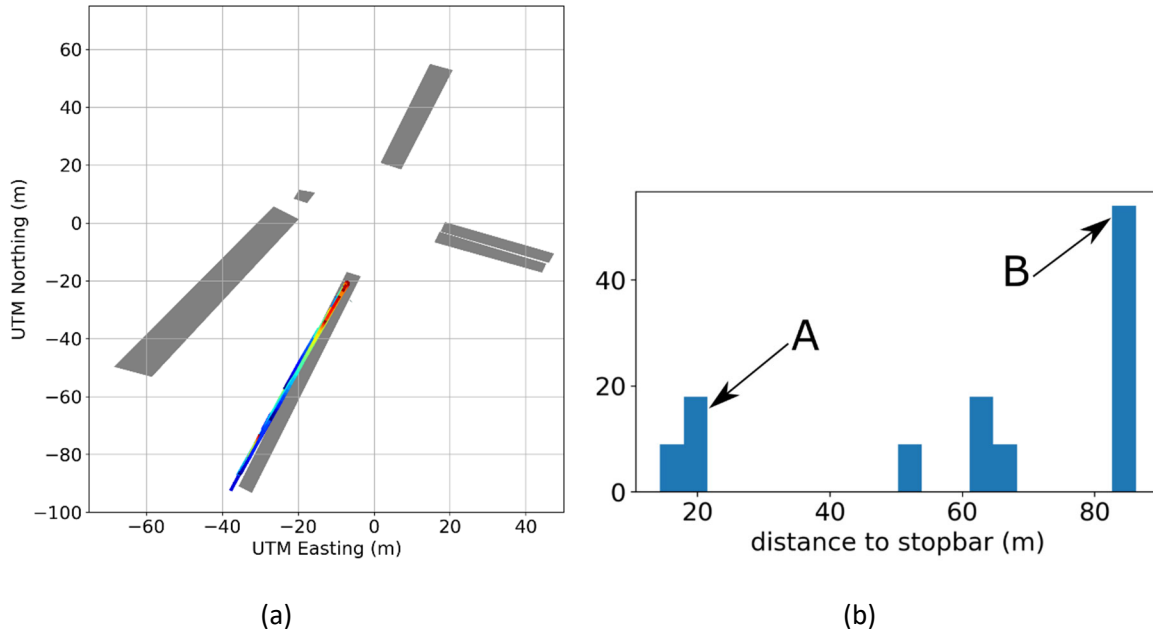 60
40
20
0
−20
−40
−60
−80
−100
UTM Northing (m)
−60 −40 −20 0 20 40
UTM Easting (m)
(a)
40
20
0
A
B
20 40 60 80
distance to stopbar (m)
(b)